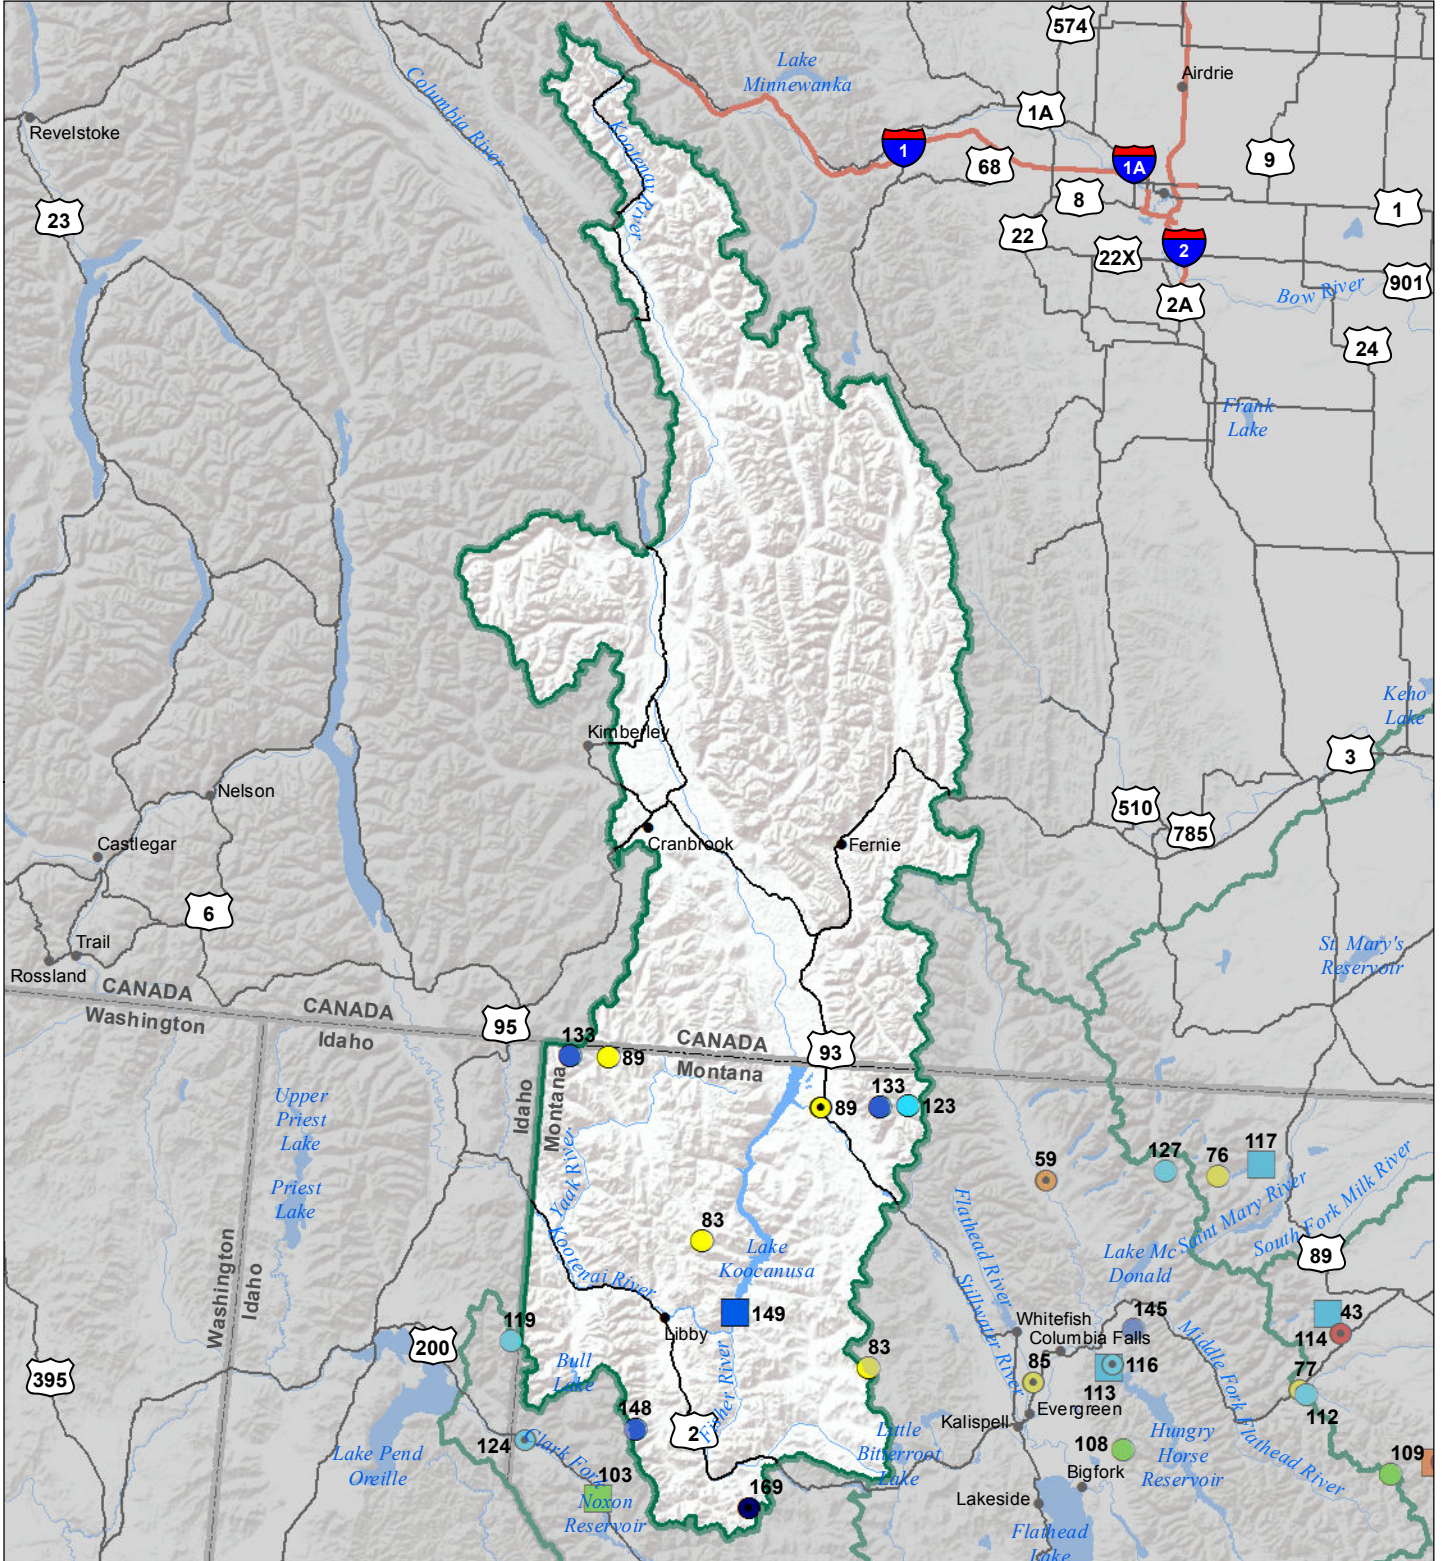 574
Lake
Minnewanka
Airdrie
Columbia River
1A
Revelstoke
Kootenay River
1
1A
68
9
8
1
23
22
22X
2
901
Bow River
2A
24
Frank
Lake
Keho
Lake
Kimberley
3
Nelson
510
785
Castlegar
Cranbrook
Fernie
6
Trail
Rossland
St. Mary's
Reservoir
CANADA
Washington
CANADA
Idaho
95
133
89
CANADA
Montana
93
Idaho
Montana
Upper
Priest
Lake
89
133
123
Yaak River
59
127
76
117
Priest
Lake
Flathead River
Saint Mary River
South Fork Milk River
83
Kootenai River
Lake
Koocanusa
Lake Mc
Donald
89
Washington
Idaho
Stillwater River
149
Libby
119
200
Whitefish
Columbia Falls
145
43
114
Middle Fork Flathead River
395
Bull
Lake
Fisher River
83
85
116
113
77
112
148
2
Evergreen
Kalispell
124
Clark Fork
Little
Bitterroot
Lake
Hungry
Horse
Reservoir
Lake Pend
Oreille
108
109
103
Bigfork
169
Noxon
Reservoir
Lakeside
Flathead
Lake